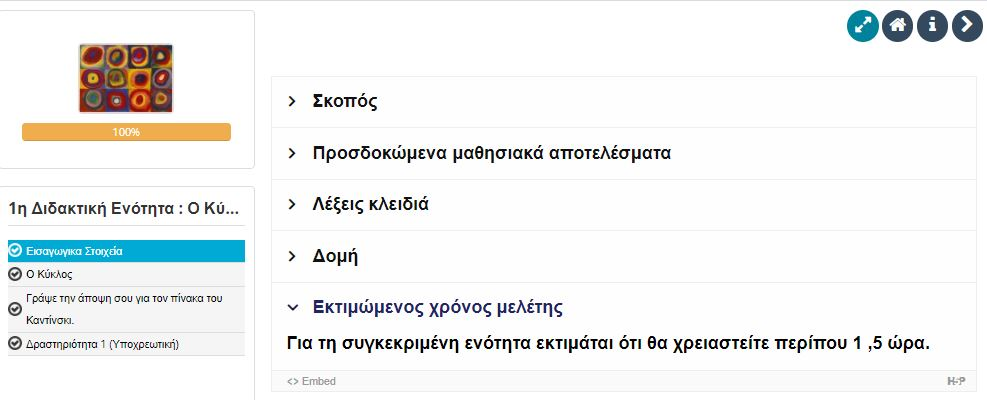 100%
1η Διδακτική Ενότητα : Ο Κύ...
Εισαγωγικα Στοιχεία
Ο Κύκλος
Γράψε την άποψη σου για τον πίνακα του
Καντίνσκι.
Δραστηριότητα 1 (Υποχρεωτική)
Σκοπός
Προσδοκώμενα μαθησιακά αποτελέσματα
Λέξεις κλειδιά
Δομή
Εκτιμώμενος χρόνος μελέτης
Για τη συγκεκριμένη ενότητα εκτιμάται ότι θα χρειαστείτε περίπου 1 ,5 ώρα.
<> Embed
H-P